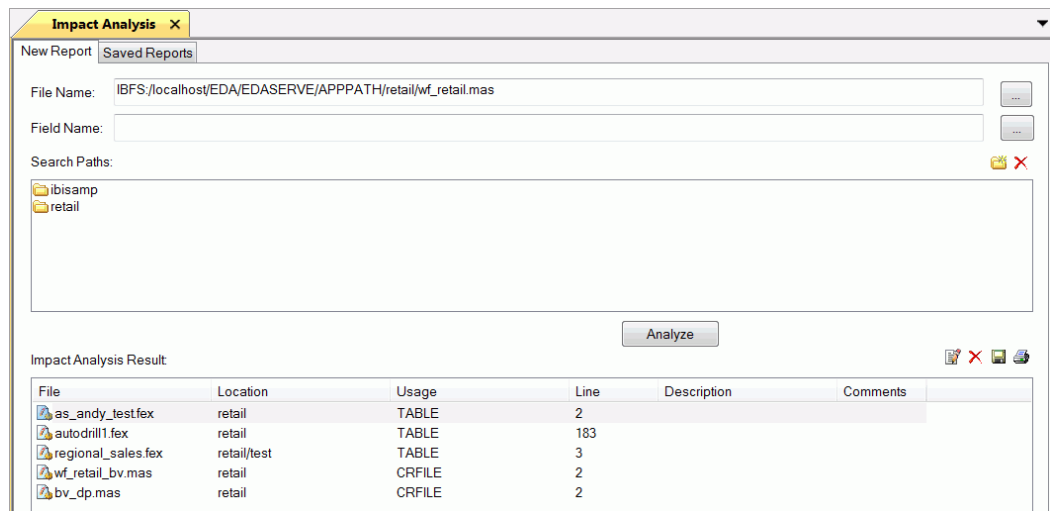 Impact Analysis X
New Report Saved Reports
File Name: IBFS:/localhost/EDA/EDASERVE/APPPATH/retail/wf_retail.mas ...
Field Name: ...
Search Paths:
ibisamp
retail
Analyze
Impact Analysis Result:
File Location Usage Line Description Comments
as_andy_test.fex retail TABLE 2
autodrill1.fex retail TABLE 183
regional_sales.fex retail/test TABLE 3
wf_retail_bv.mas retail CRFILE 2
bv_dp.mas retail CRFILE 2